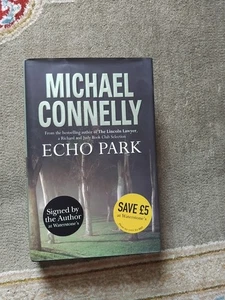 MICHAEL
CONNELLY
From the bestselling author of The Lincoln Lawyer,
a Richard and Judy Book Club Selection
ECHO PARK
Signed by
the Author
at Waterstone's
SAVE £5
at Waterstone's